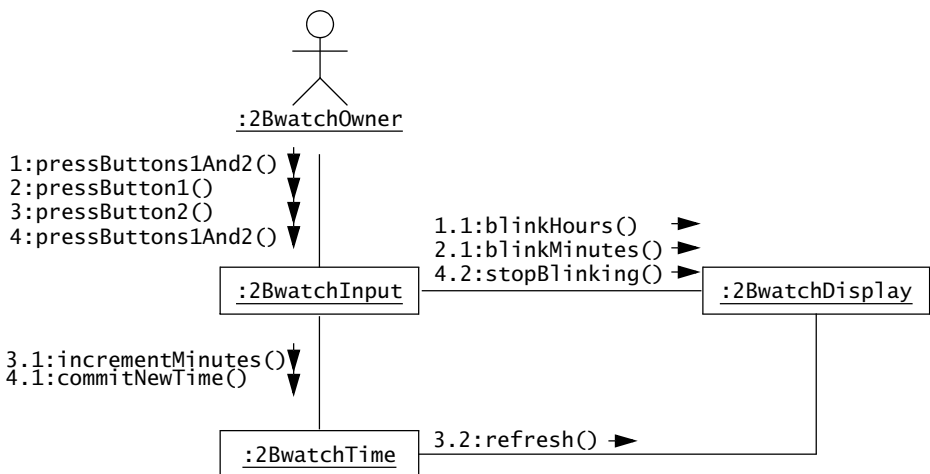 :2BwatchOwner
1:pressButtons1And2()
2:pressButton1()
3:pressButton2()
4:pressButtons1And2()
1.1:blinkHours()
2.1:blinkMinutes()
4.2:stopBlinking()
:2BwatchInput
:2BwatchDisplay
3.1:incrementMinutes()
4.1:commitNewTime()
3.2:refresh()
:2BwatchTime